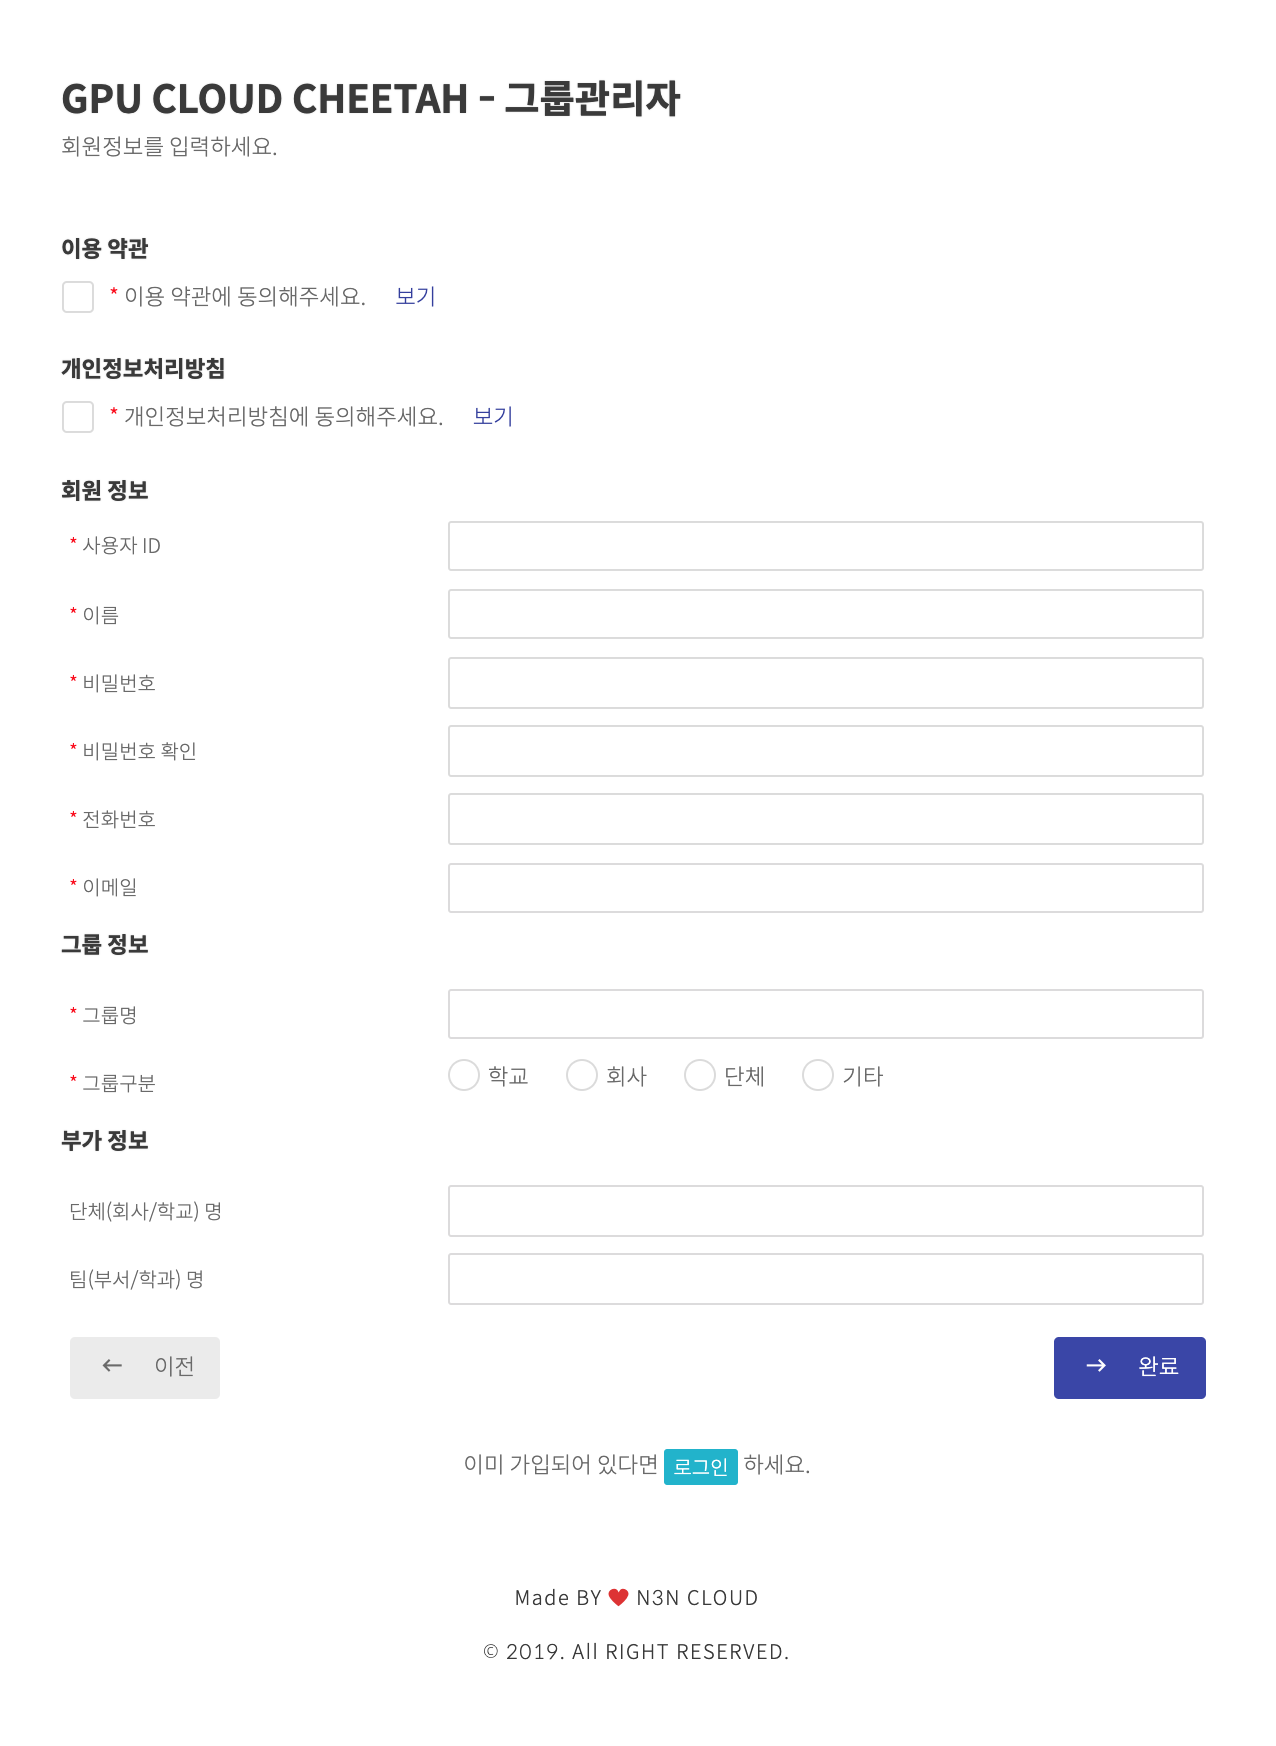 GPU CLOUD CHEETAH - 그룹관리자
회원정보를 입력하세요.
이용 약관
* 이용 약관에 동의해주세요. 보기
개인정보처리방침
* 개인정보처리방침에 동의해주세요. 보기
회원 정보
* 사용자 ID
* 이름
* 비밀번호
* 비밀번호 확인
* 전화번호
* 이메일
그룹 정보
* 그룹명
* 그룹구분 학교 회사 단체 기타
부가 정보
단체(회사/학교) 명
팀(부서/학과) 명
← 이전 → 완료
이미 가입되어 있다면 로그인 하세요.
Made BY ♥ N3N CLOUD
© 2019. All RIGHT RESERVED.